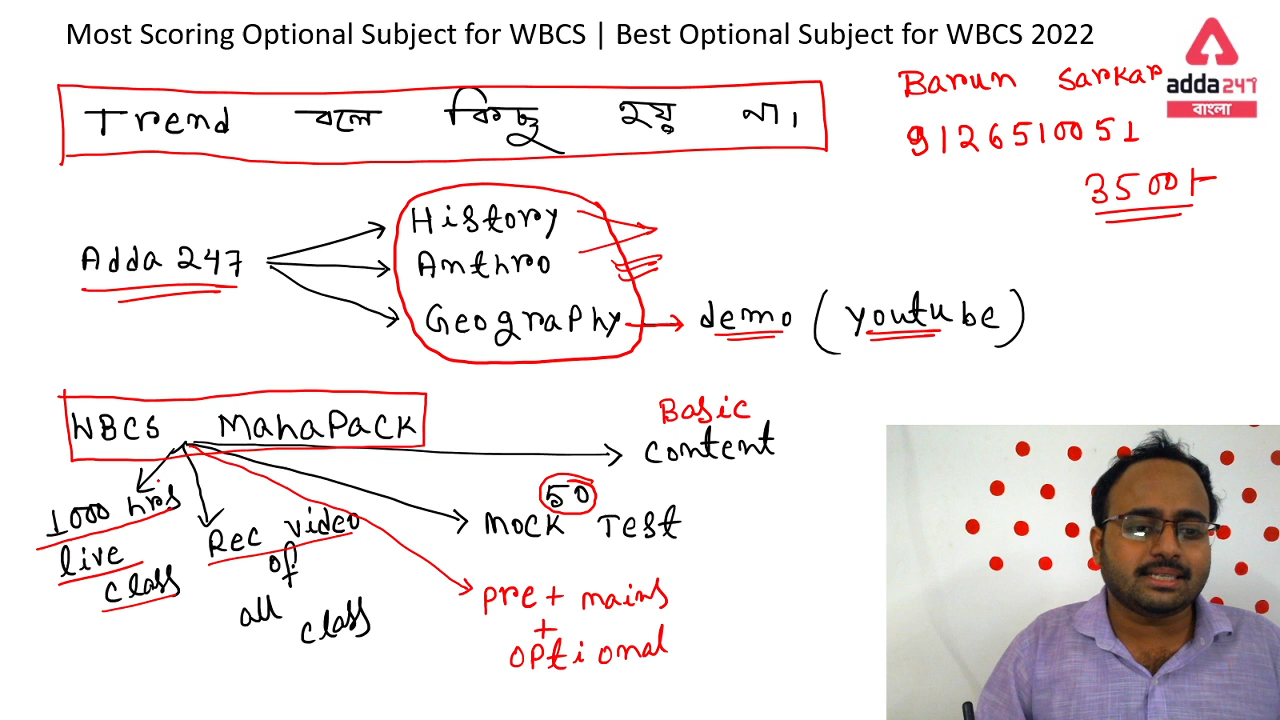 Most Scoring Optional Subject for WBCS | Best Optional Subject for WBCS 2022
adda247
বাংলা
Barun Sarkar
9126510051
3500/-
Trend বলে কিছু হয় না।
Adda 247
History
Anthro
Geography
demo (youtube)
WBCS MahaPack
Basic
content
50
Mock Test
1000 hrs
live
class
Rec video
of
all
class
Pre + mains
+
optional